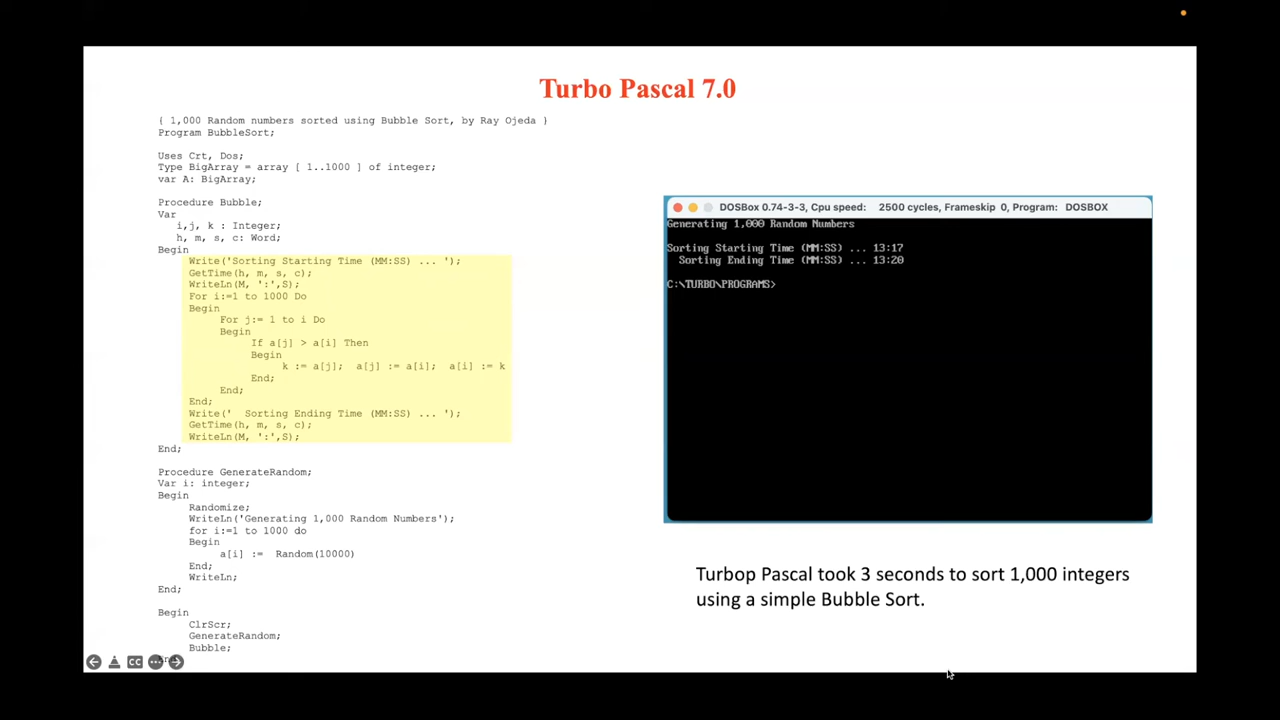 Turbo Pascal 7.0
{ 1,000 Random numbers sorted using Bubble Sort, by Ray Ojeda }
Program BubbleSort;
Uses Crt, Dos;
Type BigArray = array [ 1..1000 ] of integer;
var A: BigArray;
Procedure Bubble;
Var
i,j, k : Integer;
h, m, s, c: Word;
Begin
Write('Sorting Starting Time (MM:SS) ... ');
GetTime(h, m, s, c);
WriteLn(M, ':',S);
For i:=1 to 1000 Do
Begin
For j:= 1 to i Do
Begin
If a[j] > a[i] Then
Begin
k := a[j];  a[j] := a[i];  a[i] := k
End;
End;
End;
Write('  Sorting Ending Time (MM:SS) ... ');
GetTime(h, m, s, c);
WriteLn(M, ':',S);
End;
Procedure GenerateRandom;
Var i: integer;
Begin
Randomize;
WriteLn('Generating 1,000 Random Numbers');
for i:=1 to 1000 do
Begin
a[i] :=  Random(10000)
End;
WriteLn;
End;
Begin
ClrScr;
GenerateRandom;
Bubble;
CC
DOSBox 0.74-3-3, Cpu speed: 2500 cycles, Frameskip 0, Program: DOSBOX
Generating 1,000 Random Numbers
Sorting Starting Time (MM:SS) ... 13:17
Sorting Ending Time (MM:SS) ... 13:20
C:\TURBO\PROGRAMS>
Turbop Pascal took 3 seconds to sort 1,000 integers
using a simple Bubble Sort.